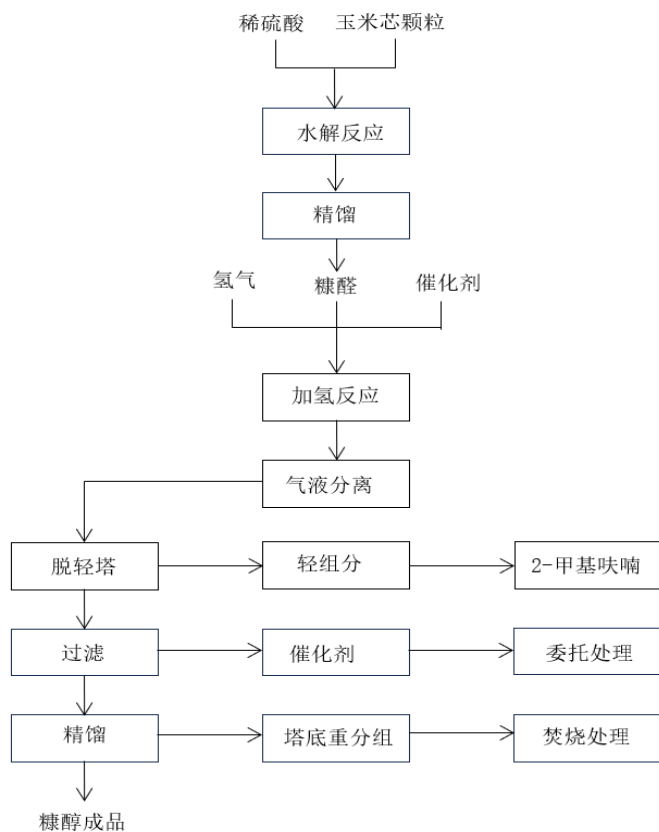 稀硫酸 玉米芯颗粒
水解反应
精馏
氢气 糠醛 催化剂
加氢反应
气液分离
脱轻塔 轻组分 2-甲基呋喃
过滤 催化剂 委托处理
精馏 塔底重分组 焚烧处理
糠醇成品